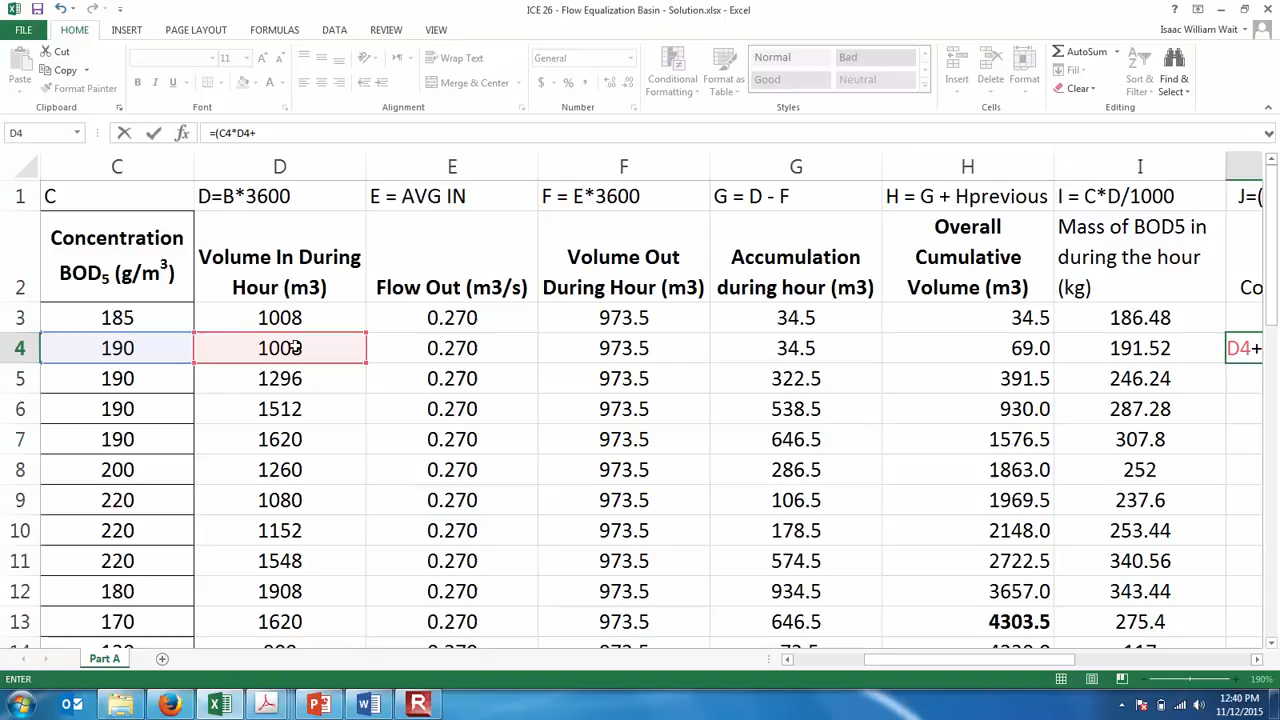 ICE 26 - Flow Equalization Basin - Solution.xlsx - Excel
FILE HOME INSERT PAGE LAYOUT FORMULAS DATA REVIEW VIEW Isaac William Wait
Paste Cut Copy Format Painter Clipboard
11 B I U A Font
Wrap Text Merge & Center Alignment
General $ % , Number
Conditional Formatting Format as Table Normal Bad Good Neutral Styles
Insert Delete Format Cells
AutoSum Fill Clear Sort & Filter Find & Select Editing
D4 fx =(C4*D4+
C D E F G H I
1 C D=B*3600 E = AVG IN F = E*3600 G = D - F H = G + Hprevious I = C*D/1000 J=(
2 Concentration BOD5 (g/m3) Volume In During Hour (m3) Flow Out (m3/s) Volume Out During Hour (m3) Accumulation during hour (m3) Overall Cumulative Volume (m3) Mass of BOD5 in during the hour (kg) Co
3 185 1008 0.270 973.5 34.5 34.5 186.48
4 190 1008 0.270 973.5 34.5 69.0 191.52 D4+
5 190 1296 0.270 973.5 322.5 391.5 246.24
6 190 1512 0.270 973.5 538.5 930.0 287.28
7 190 1620 0.270 973.5 646.5 1576.5 307.8
8 200 1260 0.270 973.5 286.5 1863.0 252
9 220 1080 0.270 973.5 106.5 1969.5 237.6
10 220 1152 0.270 973.5 178.5 2148.0 253.44
11 220 1548 0.270 973.5 574.5 2722.5 340.56
12 180 1908 0.270 973.5 934.5 3657.0 343.44
13 170 1620 0.270 973.5 646.5 4303.5 275.4
Part A
ENTER 190%
12:40 PM
11/12/2015